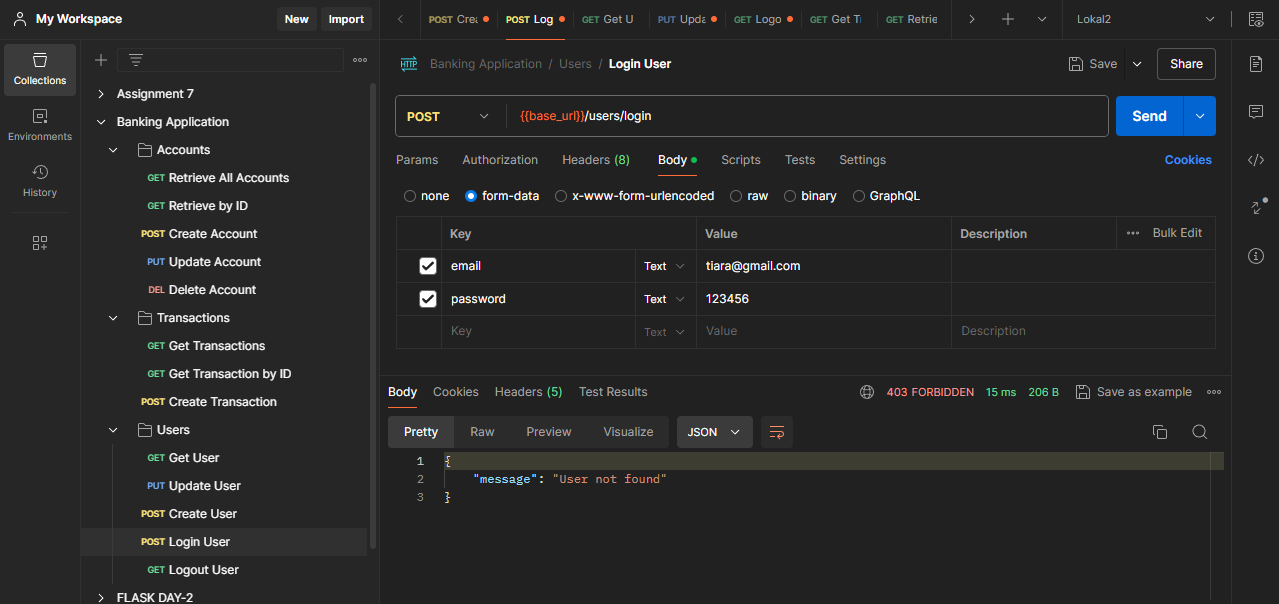 My Workspace
New
Import
POST Crea
POST Log
GET Get U
PUT Upda
GET Logo
GET Get Ti
GET Retrie
Lokal2
Collections
Environments
History
Assignment 7
Banking Application
Accounts
GET Retrieve All Accounts
GET Retrieve by ID
POST Create Account
PUT Update Account
DEL Delete Account
Transactions
GET Get Transactions
GET Get Transaction by ID
POST Create Transaction
Users
GET Get User
PUT Update User
POST Create User
POST Login User
GET Logout User
FLASK DAY-2
HTTP Banking Application / Users / Login User
Save
Share
POST {{base_url}}/users/login
Send
Params Authorization Headers (8) Body Scripts Tests Settings Cookies
none form-data x-www-form-urlencoded raw binary GraphQL
Key Value Description Bulk Edit
email Text tiara@gmail.com
password Text 123456
Key Text Value Description
Body Cookies Headers (5) Test Results 403 FORBIDDEN 15 ms 206 B Save as example
Pretty Raw Preview Visualize JSON
1 {
2 "message": "User not found"
3 }